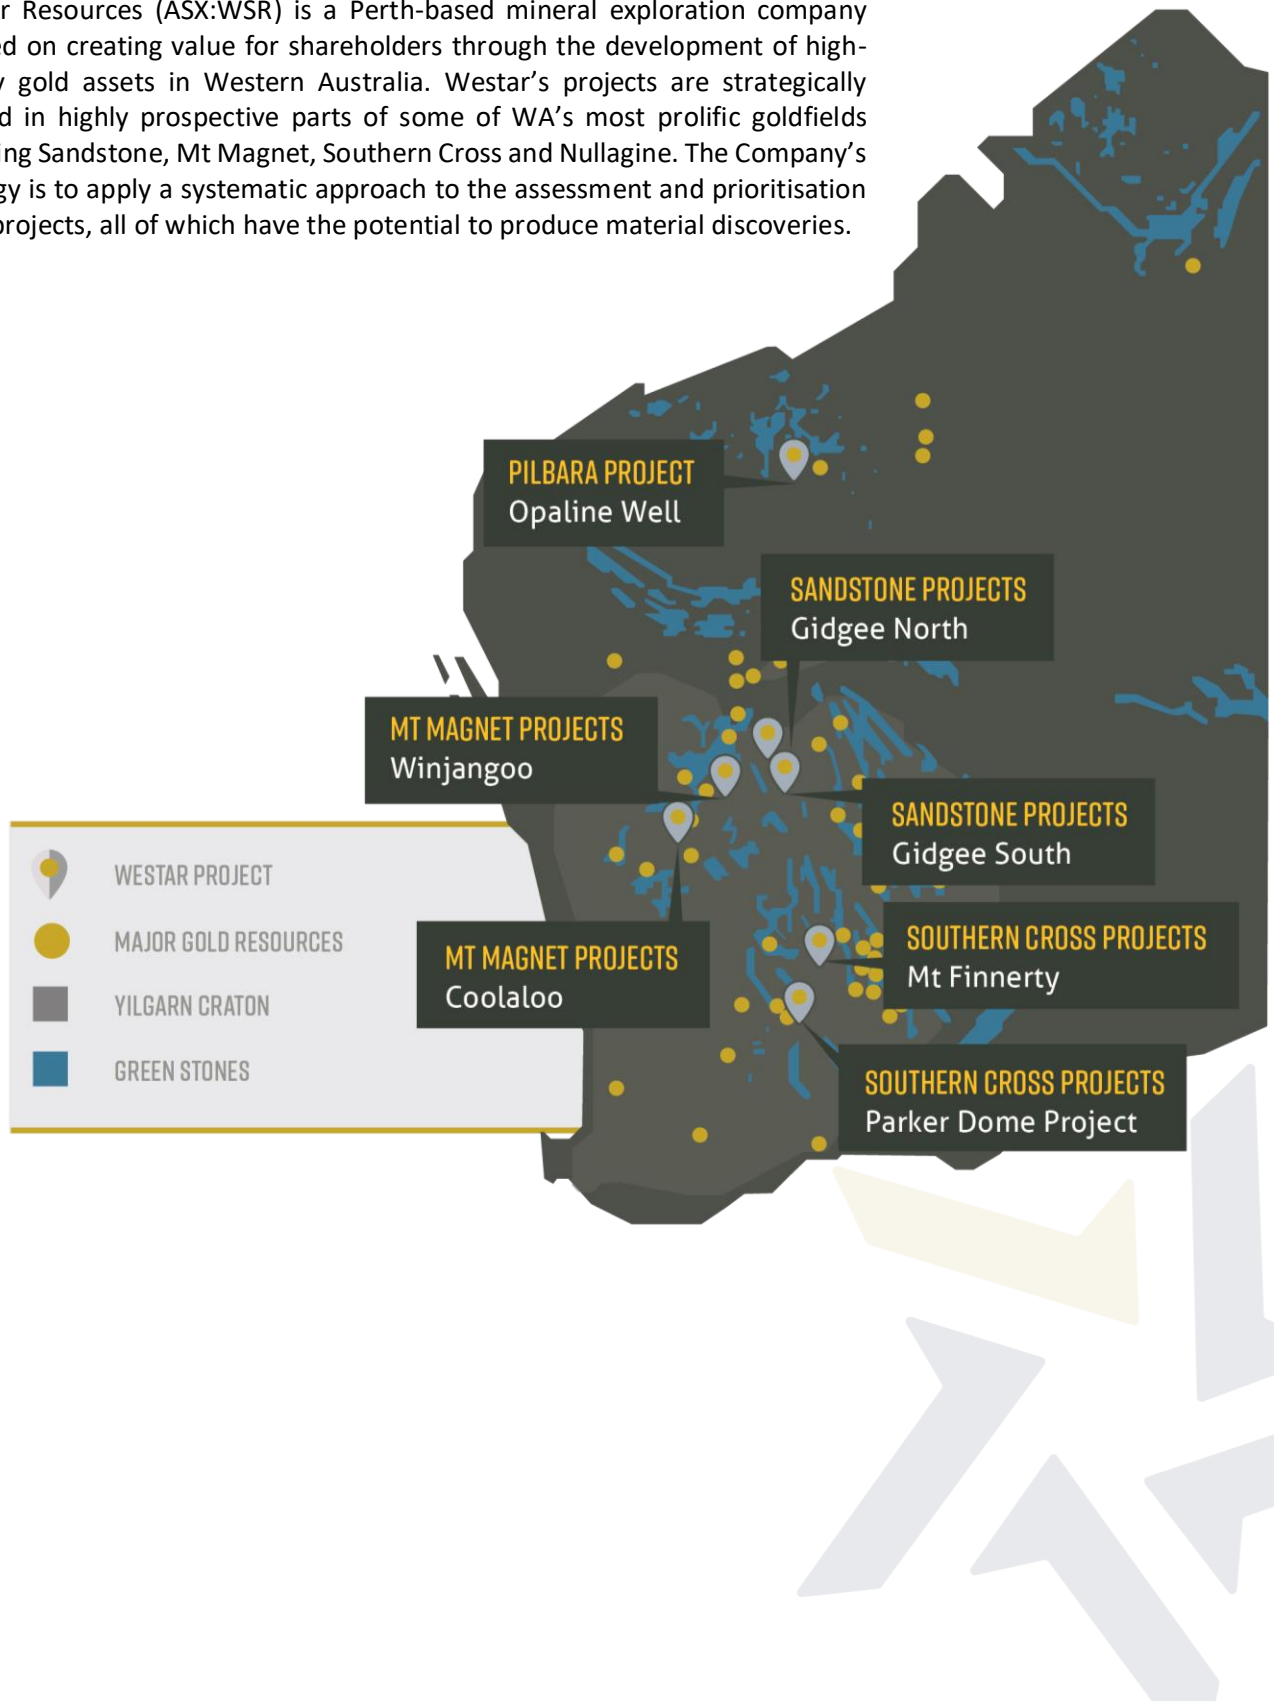 r Resources (ASX:WSR) is a Perth-based mineral exploration company
ed on creating value for shareholders through the development of high-
y gold assets in Western Australia. Westar’s projects are strategically
d in highly prospective parts of some of WA’s most prolific goldfields
ing Sandstone, Mt Magnet, Southern Cross and Nullagine. The Company’s
gy is to apply a systematic approach to the assessment and prioritisation
projects, all of which have the potential to produce material discoveries.
PILBARA PROJECT
Opaline Well
SANDSTONE PROJECTS
Gidgee North
MT MAGNET PROJECTS
Winjangoo
SANDSTONE PROJECTS
Gidgee South
WESTAR PROJECT
MAJOR GOLD RESOURCES
YILGARN CRATON
GREEN STONES
MT MAGNET PROJECTS
Coolaloo
SOUTHERN CROSS PROJECTS
Mt Finnerty
SOUTHERN CROSS PROJECTS
Parker Dome Project